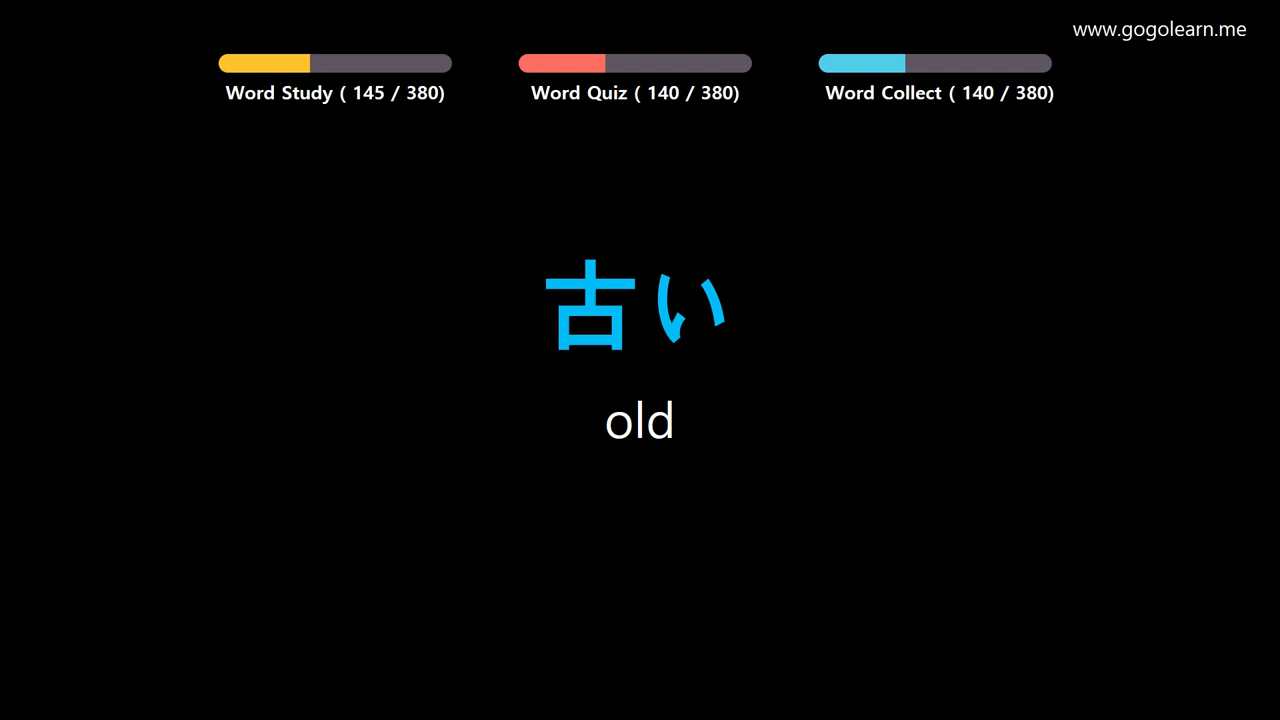 www.gogolearn.me
Word Study ( 145 / 380)
Word Quiz ( 140 / 380)
Word Collect ( 140 / 380)
古い
old